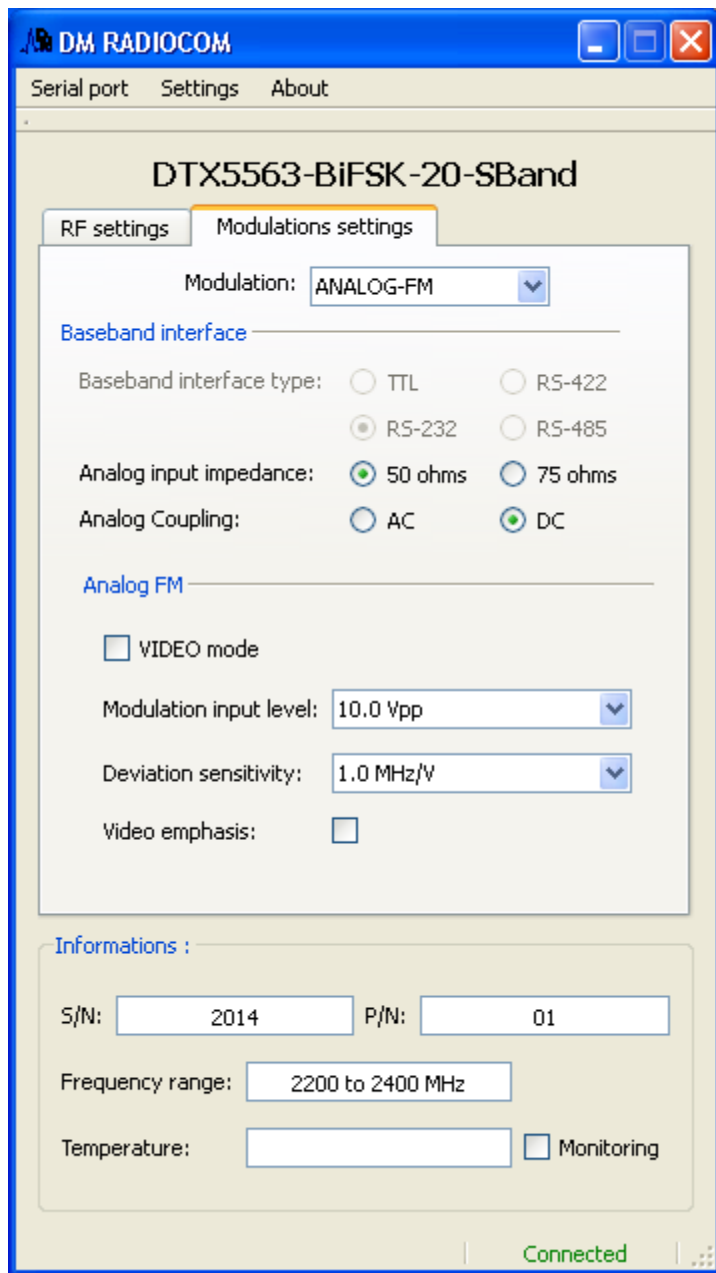 DM RADIOCOM
Serial port Settings About
DTX5563-BiFSK-20-SBand
RF settings Modulations settings
Modulation: ANALOG-FM
Baseband interface
Baseband interface type: TTL RS-422
RS-232 RS-485
Analog input impedance: 50 ohms 75 ohms
Analog Coupling: AC DC
Analog FM
VIDEO mode
Modulation input level: 10.0 Vpp
Deviation sensitivity: 1.0 MHz/V
Video emphasis:
Informations :
S/N: 2014 P/N: 01
Frequency range: 2200 to 2400 MHz
Temperature: Monitoring
Connected